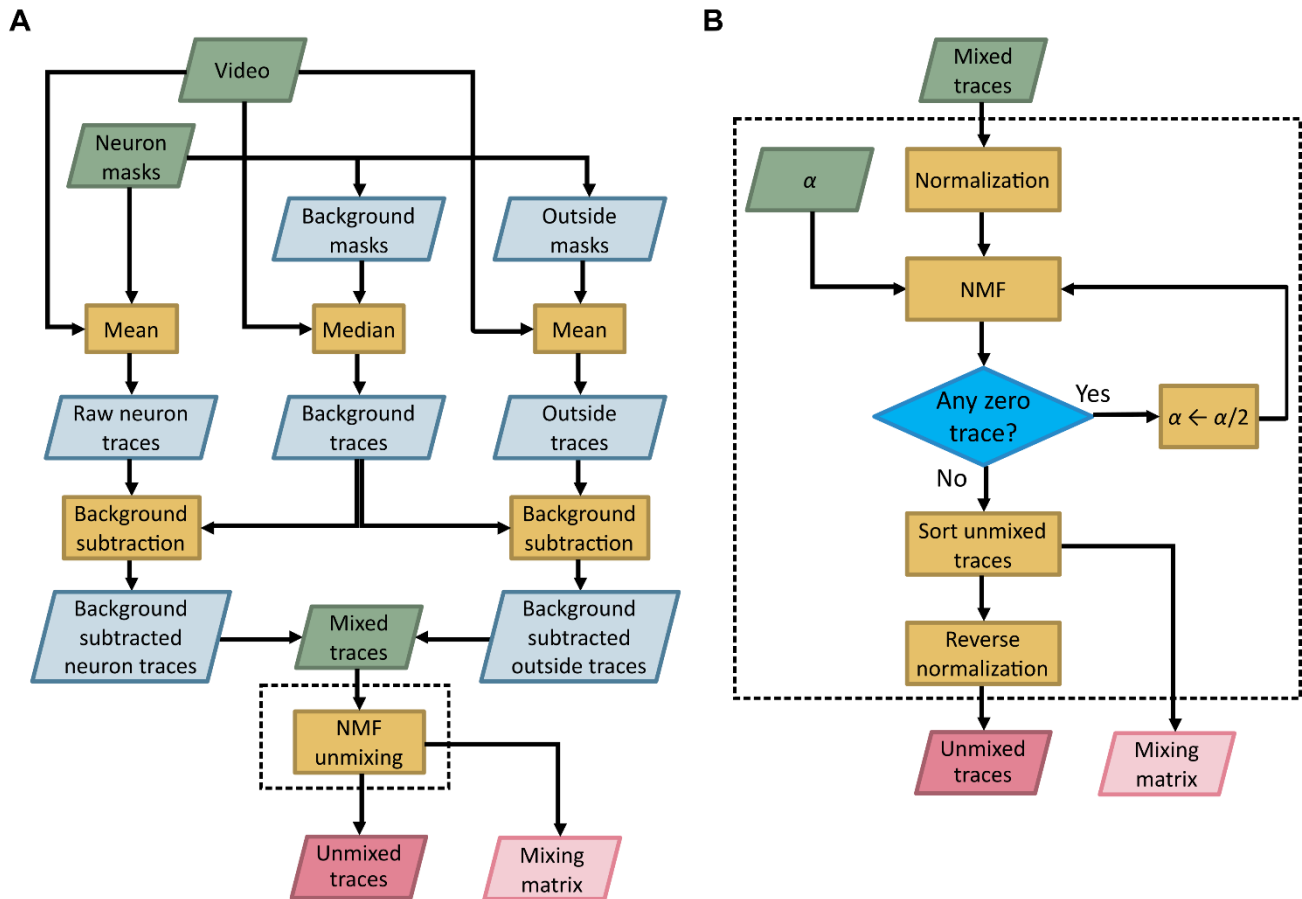 A
Video
Neuron
masks
Background
masks
Outside
masks
Mean
Median
Mean
Raw neuron
traces
Background
traces
Outside
traces
Background
subtraction
Background
subtraction
Background
subtracted
neuron traces
Mixed
traces
Background
subtracted
outside traces
NMF
unmixing
Unmixed
traces
Mixing
matrix
B
Mixed
traces
α
Normalization
NMF
Any zero
trace?
Yes
α ← α/2
No
Sort unmixed
traces
Reverse
normalization
Unmixed
traces
Mixing
matrix